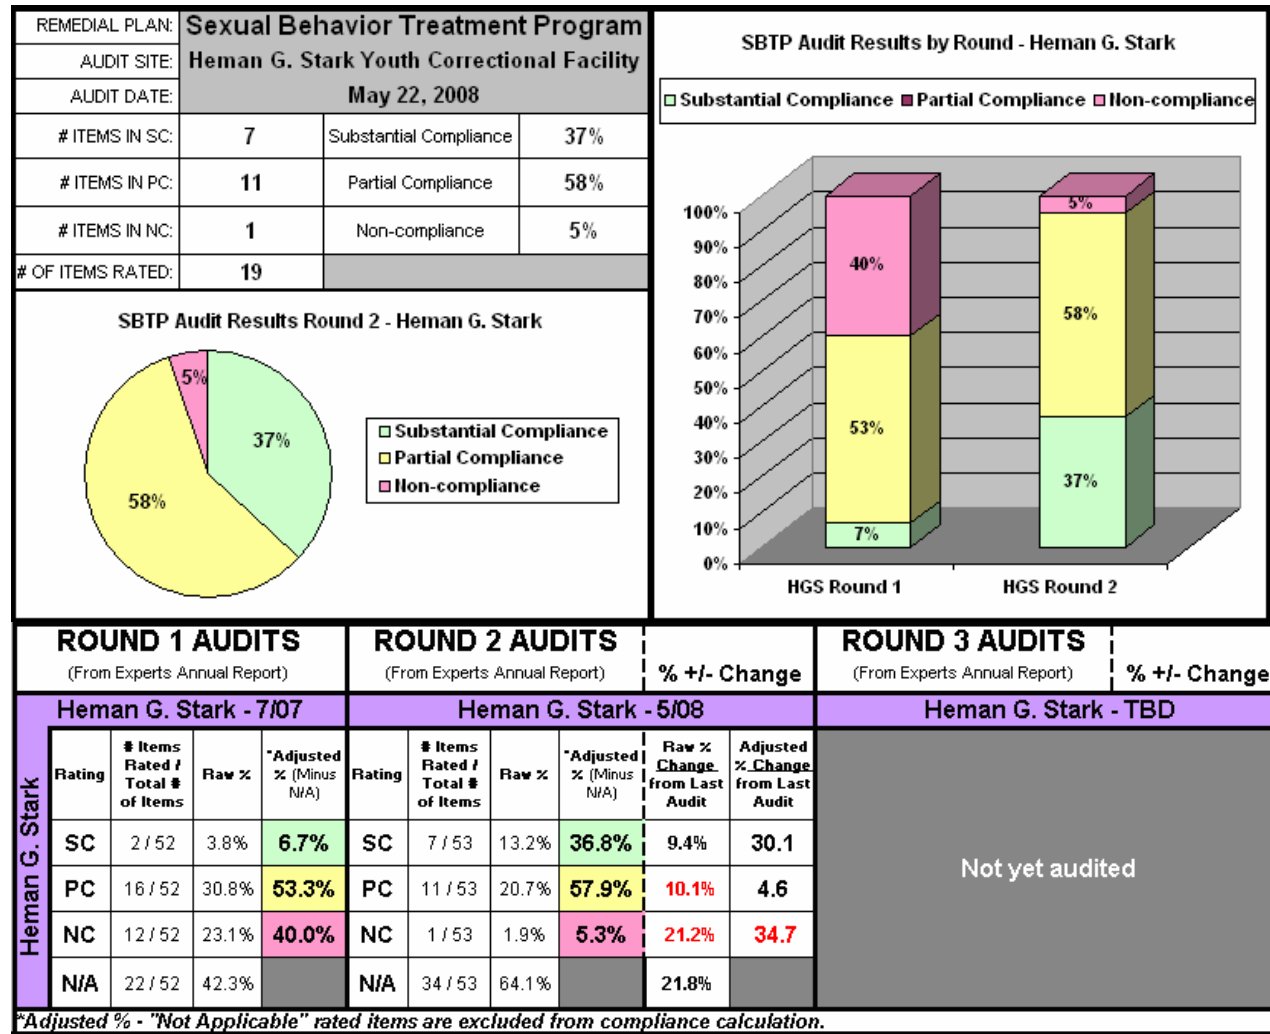 REMEDIAL PLAN: Sexual Behavior Treatment Program
AUDIT SITE: Heman G. Stark Youth Correctional Facility
AUDIT DATE: May 22, 2008
# ITEMS IN SC: 7 Substantial Compliance 37%
# ITEMS IN PC: 11 Partial Compliance 58%
# ITEMS IN NC: 1 Non-compliance 5%
# OF ITEMS RATED: 19
SBTP Audit Results Round 2 - Heman G. Stark
5%
37%
58%
Substantial Compliance
Partial Compliance
Non-compliance
SBTP Audit Results by Round - Heman G. Stark
Substantial Compliance Partial Compliance Non-compliance
100%
90%
80%
70%
60%
50%
40%
30%
20%
10%
0%
40%
53%
7%
5%
58%
37%
HGS Round 1 HGS Round 2
ROUND 1 AUDITS
(From Experts Annual Report)
ROUND 2 AUDITS
(From Experts Annual Report)
% +/- Change
ROUND 3 AUDITS
(From Experts Annual Report)
% +/- Change
Heman G. Stark
Heman G. Stark - 7/07
Heman G. Stark - 5/08
Heman G. Stark - TBD
Rating
# Items
Rated /
Total #
of Items
Raw %
*Adjusted
% (Minus
N/A)
Rating
# Items
Rated /
Total #
of Items
Raw %
*Adjusted
% (Minus
N/A)
Raw %
Change
from Last
Audit
Adjusted
% Change
from Last
Audit
SC 2 / 52 3.8% 6.7% SC 7 / 53 13.2% 36.8% 9.4% 30.1
PC 16 / 52 30.8% 53.3% PC 11 / 53 20.7% 57.9% 10.1% 4.6
NC 12 / 52 23.1% 40.0% NC 1 / 53 1.9% 5.3% 21.2% 34.7
N/A 22 / 52 42.3% N/A 34 / 53 64.1% 21.8%
Not yet audited
*Adjusted % - "Not Applicable" rated items are excluded from compliance calculation.